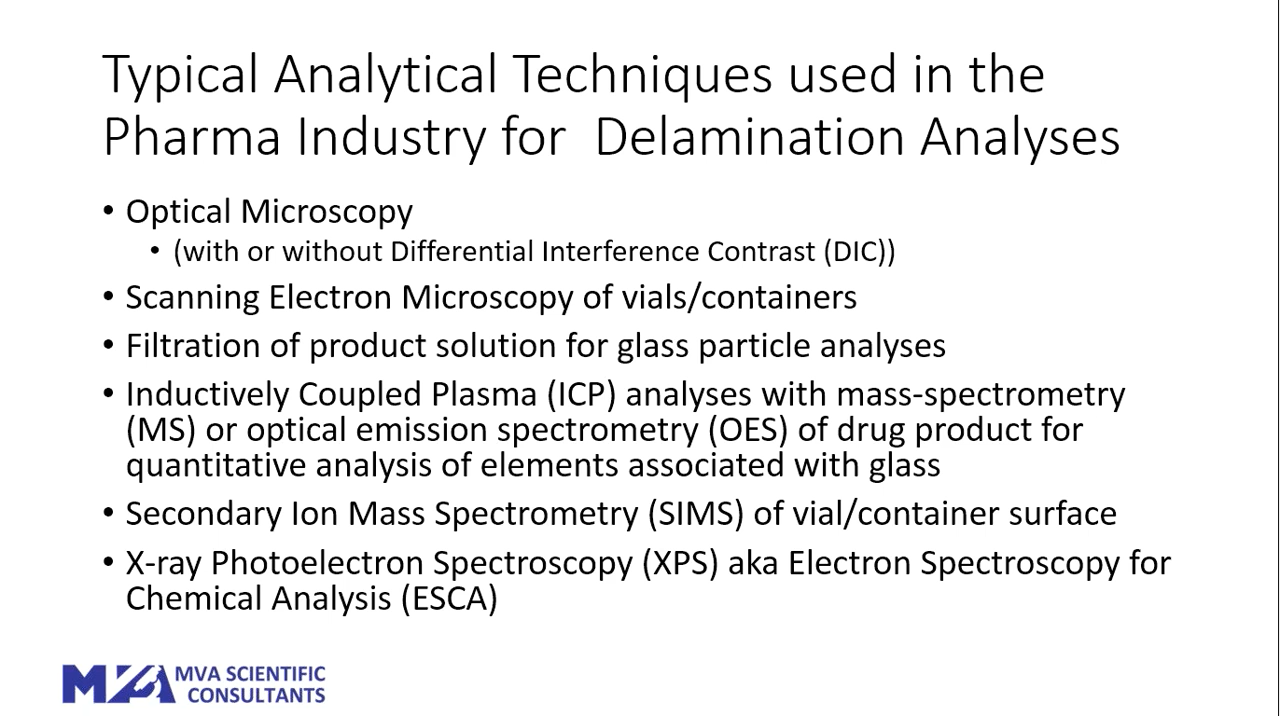 Typical Analytical Techniques used in the
Pharma Industry for  Delamination Analyses
• Optical Microscopy
• (with or without Differential Interference Contrast (DIC))
• Scanning Electron Microscopy of vials/containers
• Filtration of product solution for glass particle analyses
• Inductively Coupled Plasma (ICP) analyses with mass-spectrometry
(MS) or optical emission spectrometry (OES) of drug product for
quantitative analysis of elements associated with glass
• Secondary Ion Mass Spectrometry (SIMS) of vial/container surface
• X-ray Photoelectron Spectroscopy (XPS) aka Electron Spectroscopy for
Chemical Analysis (ESCA)
MVA MVA SCIENTIFIC
CONSULTANTS